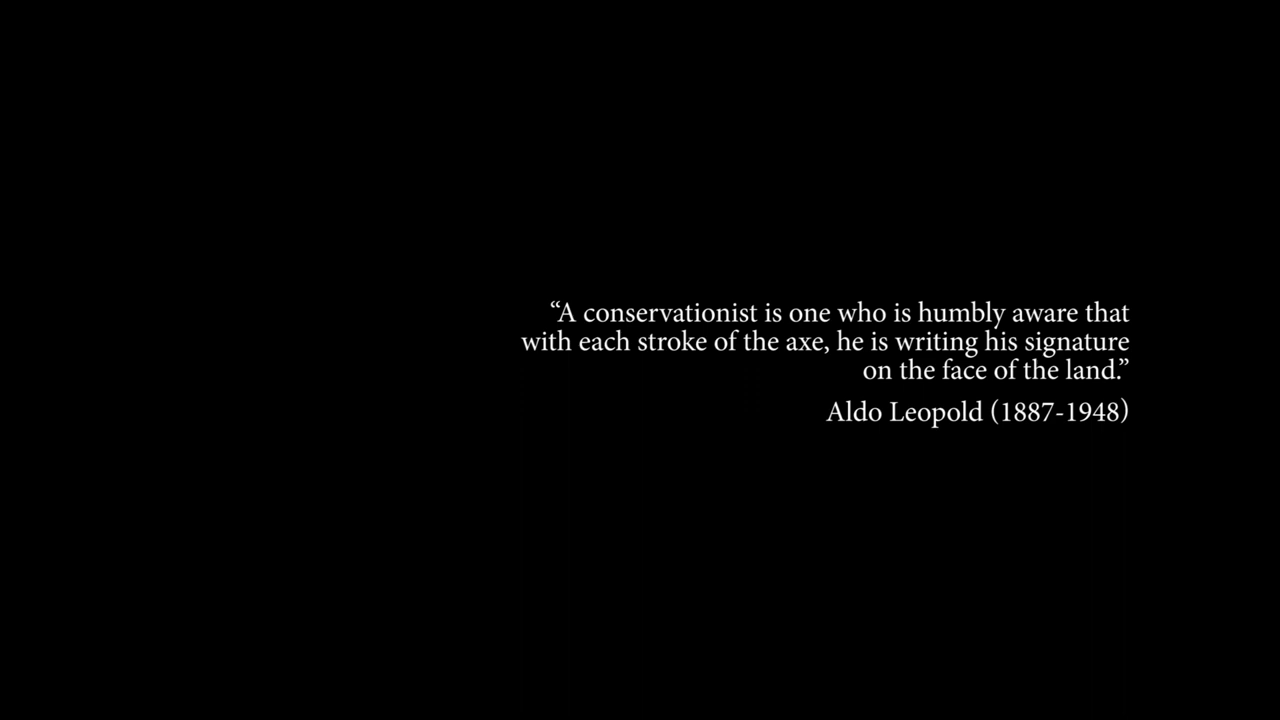 “A conservationist is one who is humbly aware that
with each stroke of the axe, he is writing his signature
on the face of the land.”
Aldo Leopold (1887-1948)